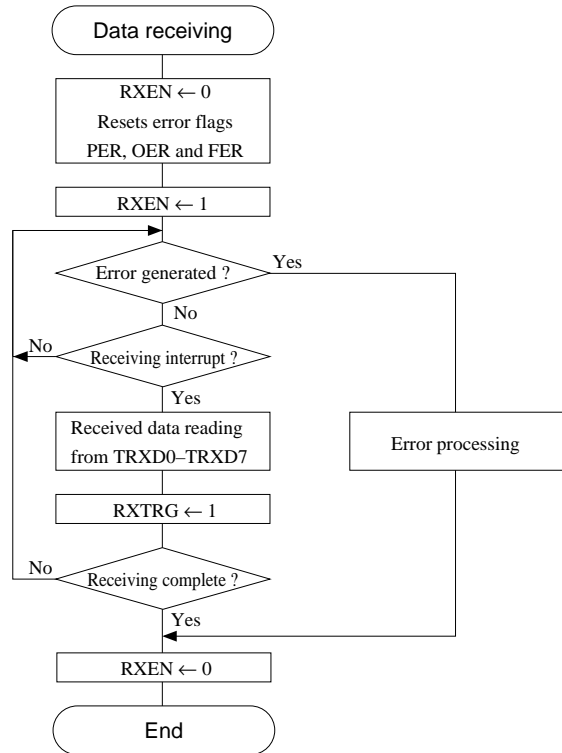 Data receiving
RXEN ← 0
Resets error flags
PER, OER and FER
RXEN ← 1
Error generated ?
Yes
No
Receiving interrupt ?
No
Yes
Received data reading
from TRXD0–TRXD7
Error processing
RXTRG ← 1
Receiving complete ?
No
Yes
RXEN ← 0
End